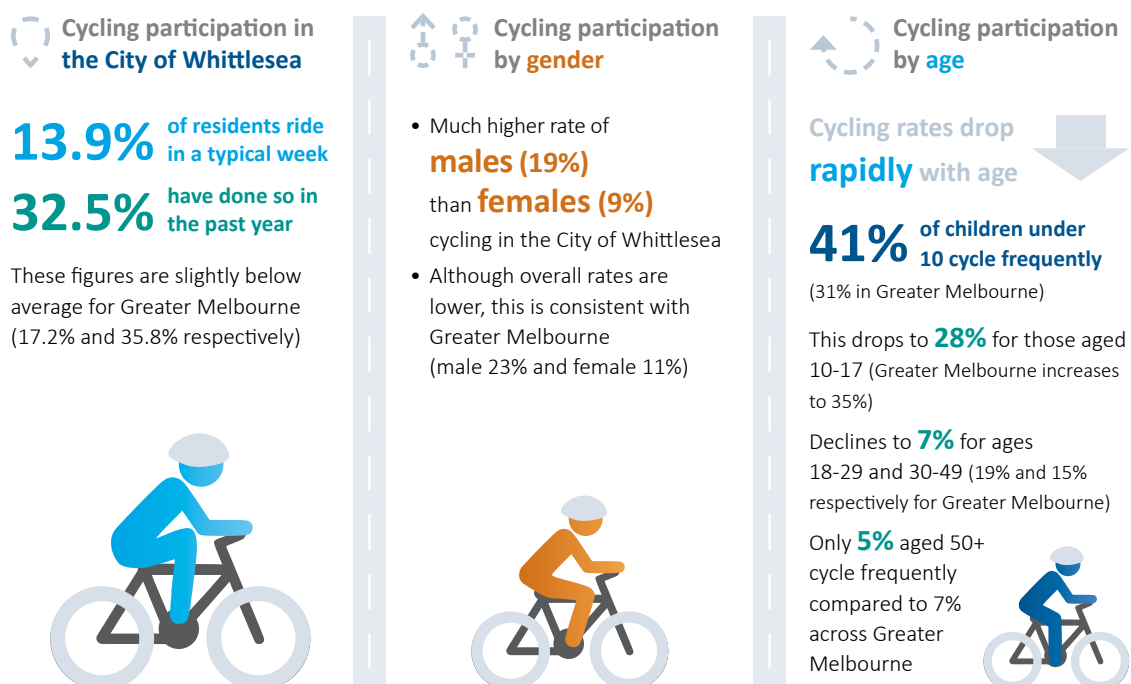 Cycling participation in
the City of Whittlesea
13.9% of residents ride
in a typical week
32.5% have done so in
the past year
These figures are slightly below
average for Greater Melbourne
(17.2% and 35.8% respectively)
Cycling participation
by gender
• Much higher rate of
males (19%)
than females (9%)
cycling in the City of Whittlesea
• Although overall rates are
lower, this is consistent with
Greater Melbourne
(male 23% and female 11%)
Cycling participation
by age
Cycling rates drop
rapidly with age
41% of children under
10 cycle frequently
(31% in Greater Melbourne)
This drops to 28% for those aged
10-17 (Greater Melbourne increases
to 35%)
Declines to 7% for ages
18-29 and 30-49 (19% and 15%
respectively for Greater Melbourne)
Only 5% aged 50+
cycle frequently
compared to 7%
across Greater
Melbourne